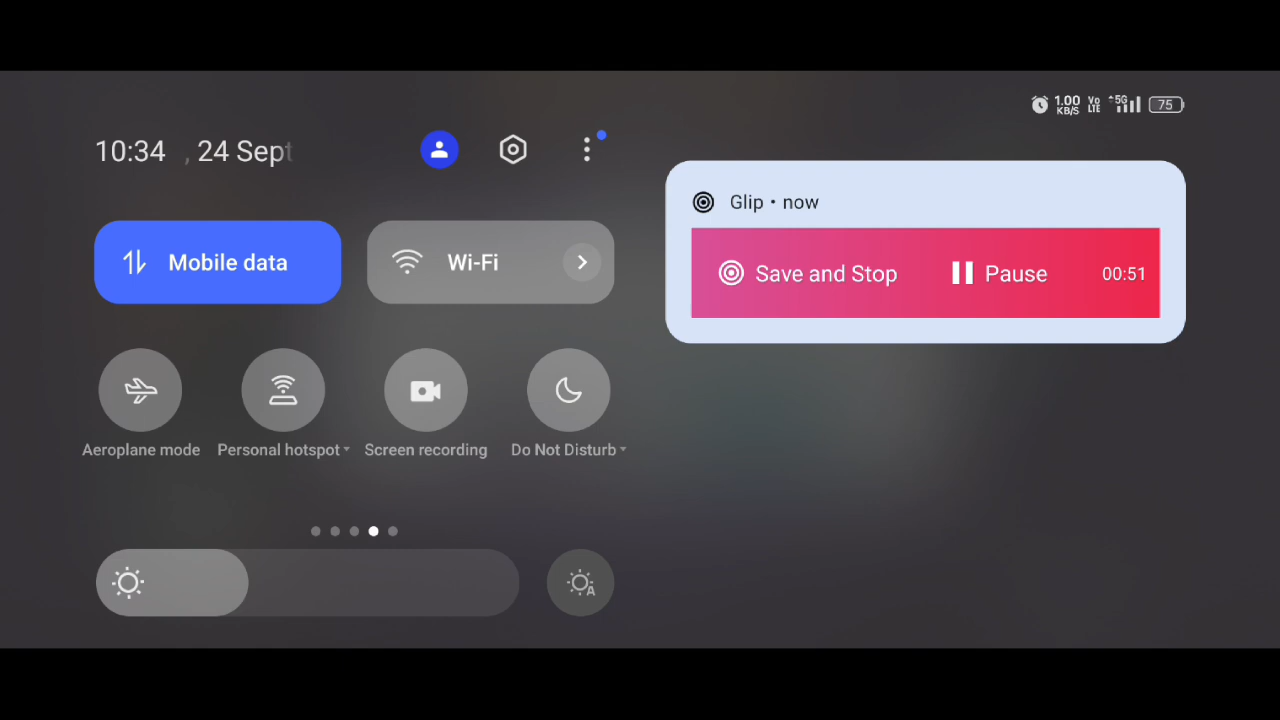 1.00 KB/S Vo LTE 5G 75
10:34 , 24 Sept
Glip • now
Mobile data
Wi-Fi
Save and Stop
Pause
00:51
Aeroplane mode
Personal hotspot
Screen recording
Do Not Disturb
A